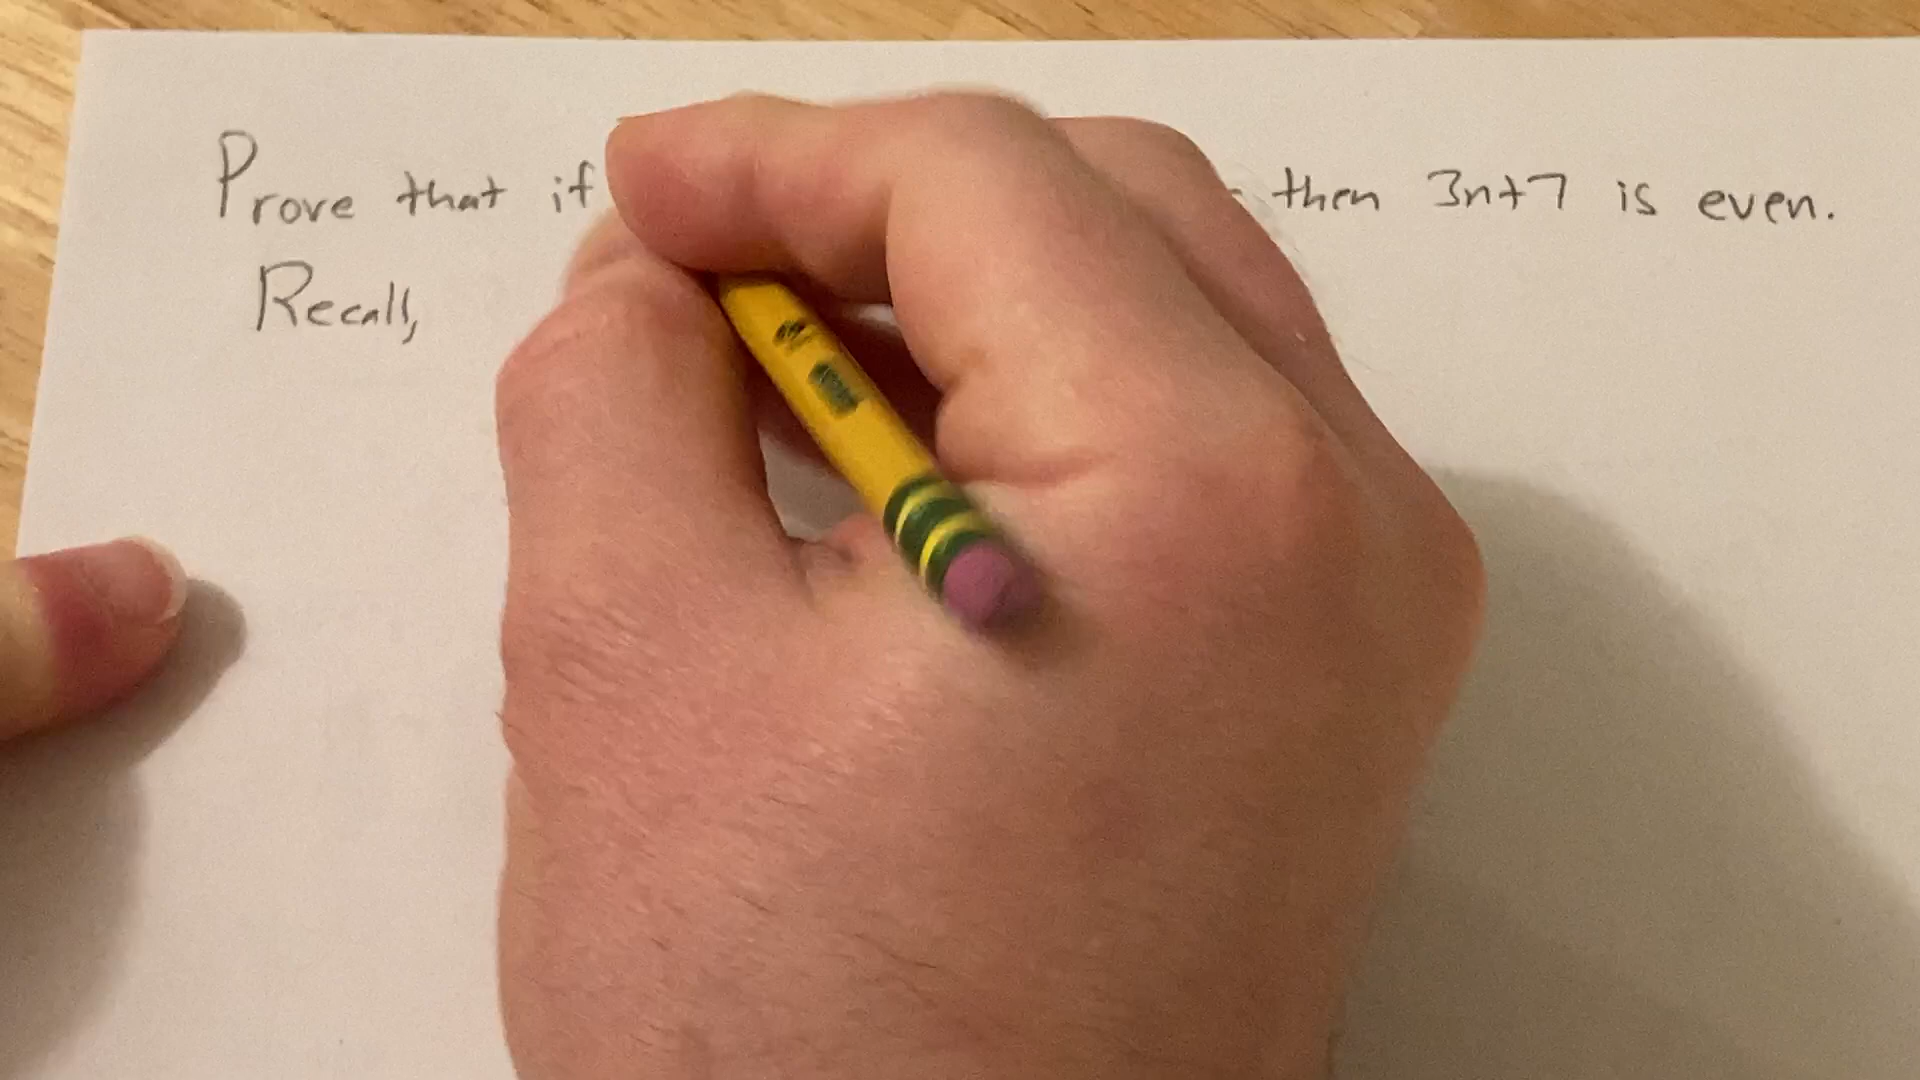 Prove that if then 3n+7 is even.
Recall,